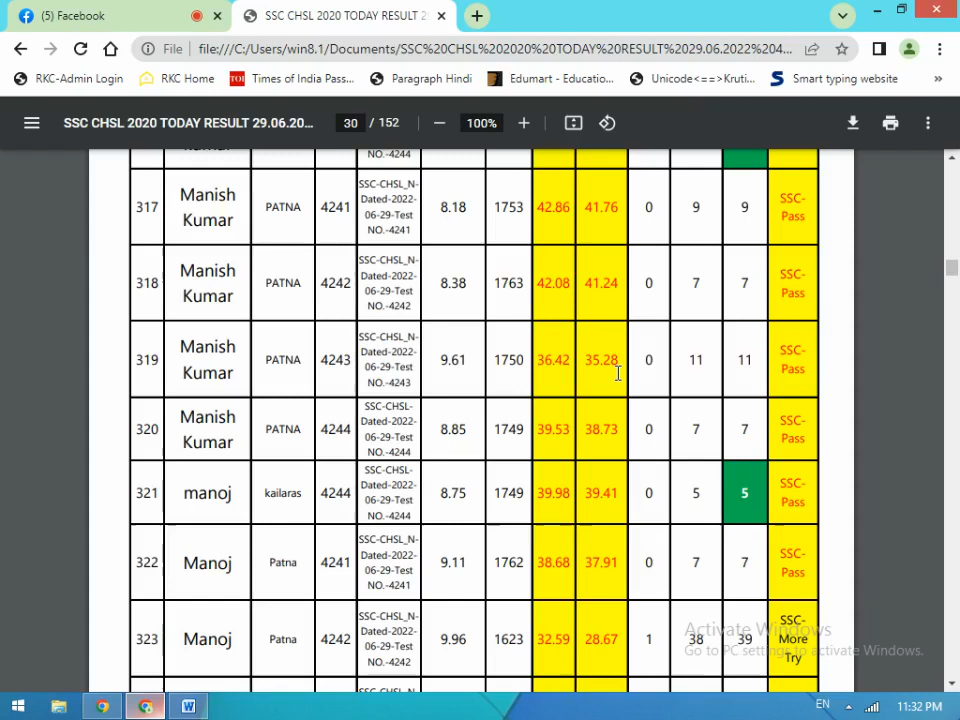 (5) Facebook
SSC CHSL 2020 TODAY RESULT 2
File file:///C:/Users/win8.1/Documents/SSC%20CHSL%202020%20TODAY%20RESULT%2029.06.2022%204...
RKC-Admin Login RKC Home Times of India Pass... Paragraph Hindi Edumart - Educatio... Unicode<==>Kruti... Smart typing website »
SSC CHSL 2020 TODAY RESULT 29.06.20... 30 / 152 100%
NO.-4244
317 Manish Kumar PATNA 4241 SSC-CHSL_N-Dated-2022-06-29-Test NO.-4241 8.18 1753 42.86 41.76 0 9 9 SSC-Pass
318 Manish Kumar PATNA 4242 SSC-CHSL_N-Dated-2022-06-29-Test NO.-4242 8.38 1763 42.08 41.24 0 7 7 SSC-Pass
319 Manish Kumar PATNA 4243 SSC-CHSL_N-Dated-2022-06-29-Test NO.-4243 9.61 1750 36.42 35.28 0 11 11 SSC-Pass
320 Manish Kumar PATNA 4244 SSC-CHSL-Dated-2022-06-29-Test NO.-4244 8.85 1749 39.53 38.73 0 7 7 SSC-Pass
321 manoj kailaras 4244 SSC-CHSL-Dated-2022-06-29-Test NO.-4244 8.75 1749 39.98 39.41 0 5 5 SSC-Pass
322 Manoj Patna 4241 SSC-CHSL_N-Dated-2022-06-29-Test NO.-4241 9.11 1762 38.68 37.91 0 7 7 SSC-Pass
323 Manoj Patna 4242 SSC-CHSL_N-Dated-2022-06-29-Test NO.-4242 9.96 1623 32.59 28.67 1 38 39 SSC-More Try
Activate Windows
Go to PC settings to activate Windows.
EN 11:32 PM